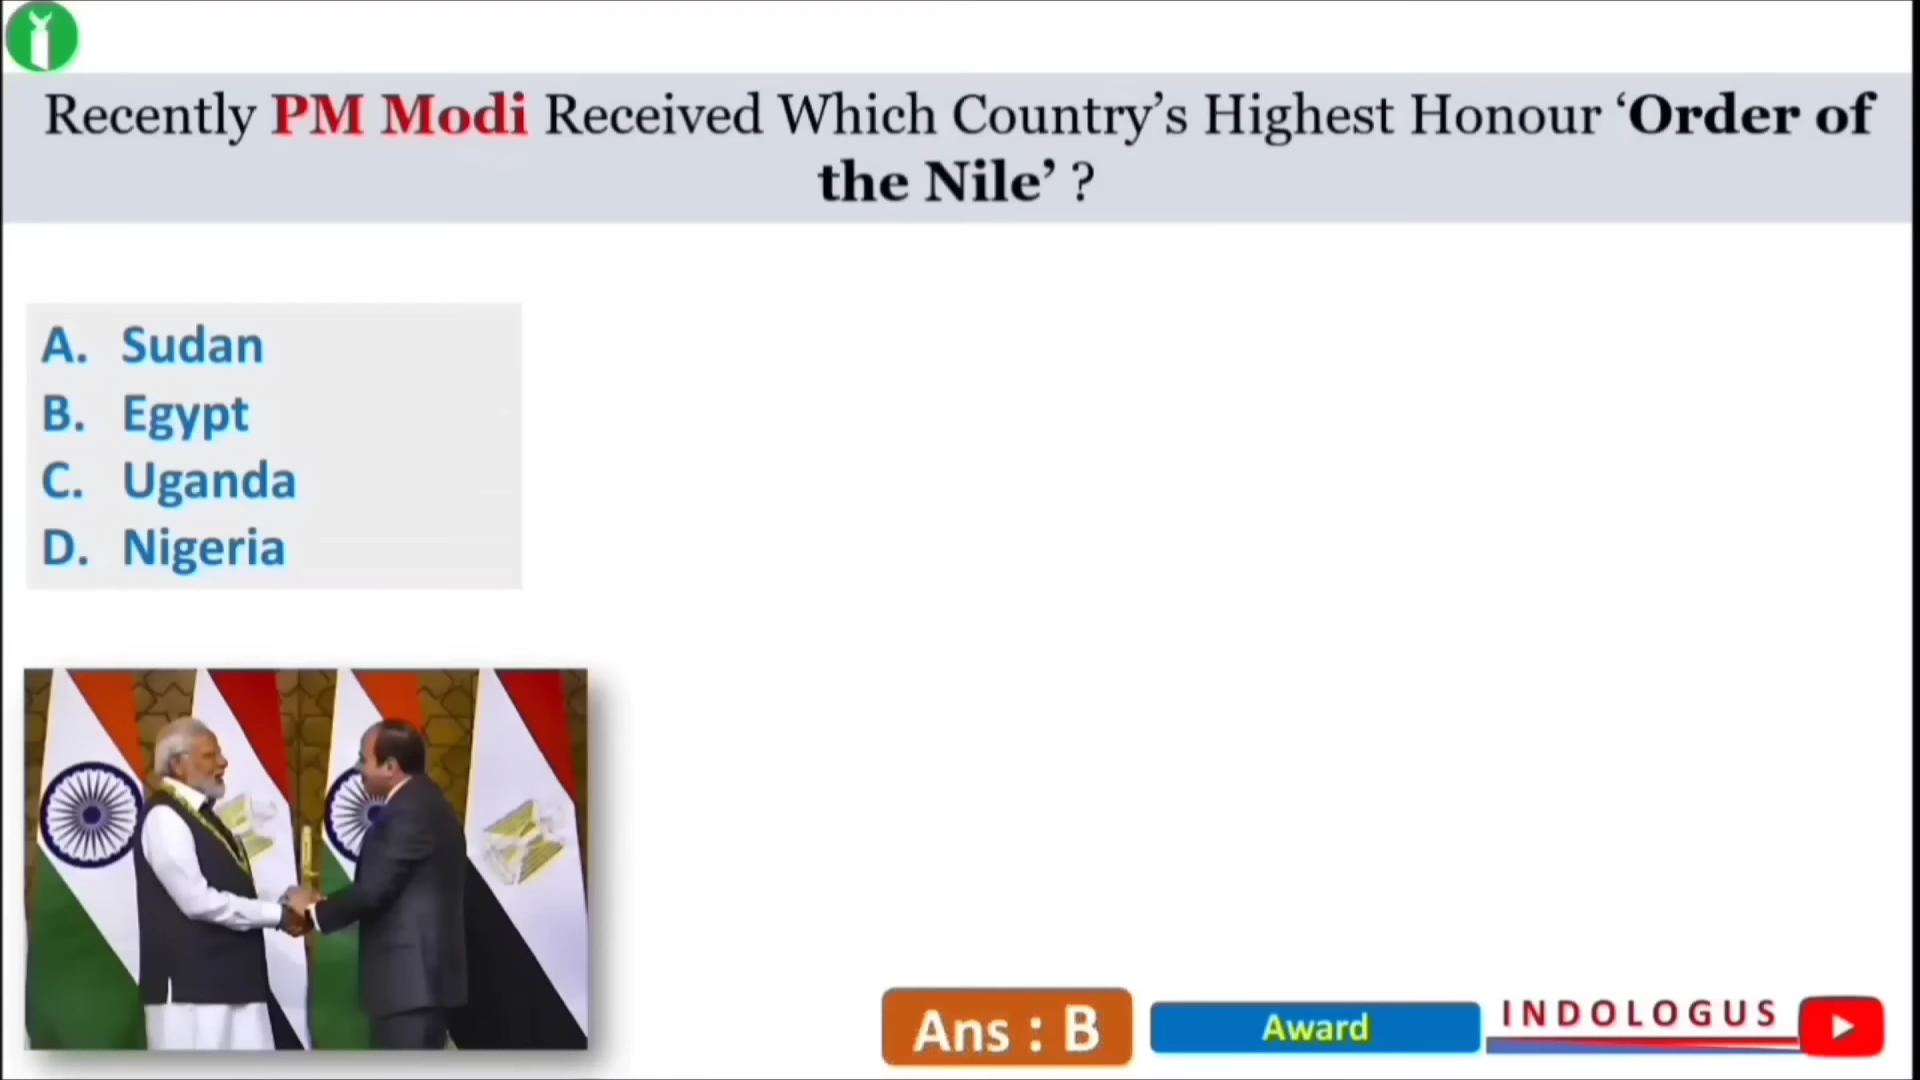 Recently PM Modi Received Which Country’s Highest Honour ‘Order of
the Nile’ ?
A. Sudan
B. Egypt
C. Uganda
D. Nigeria
Ans : B
Award
INDOLOGUS